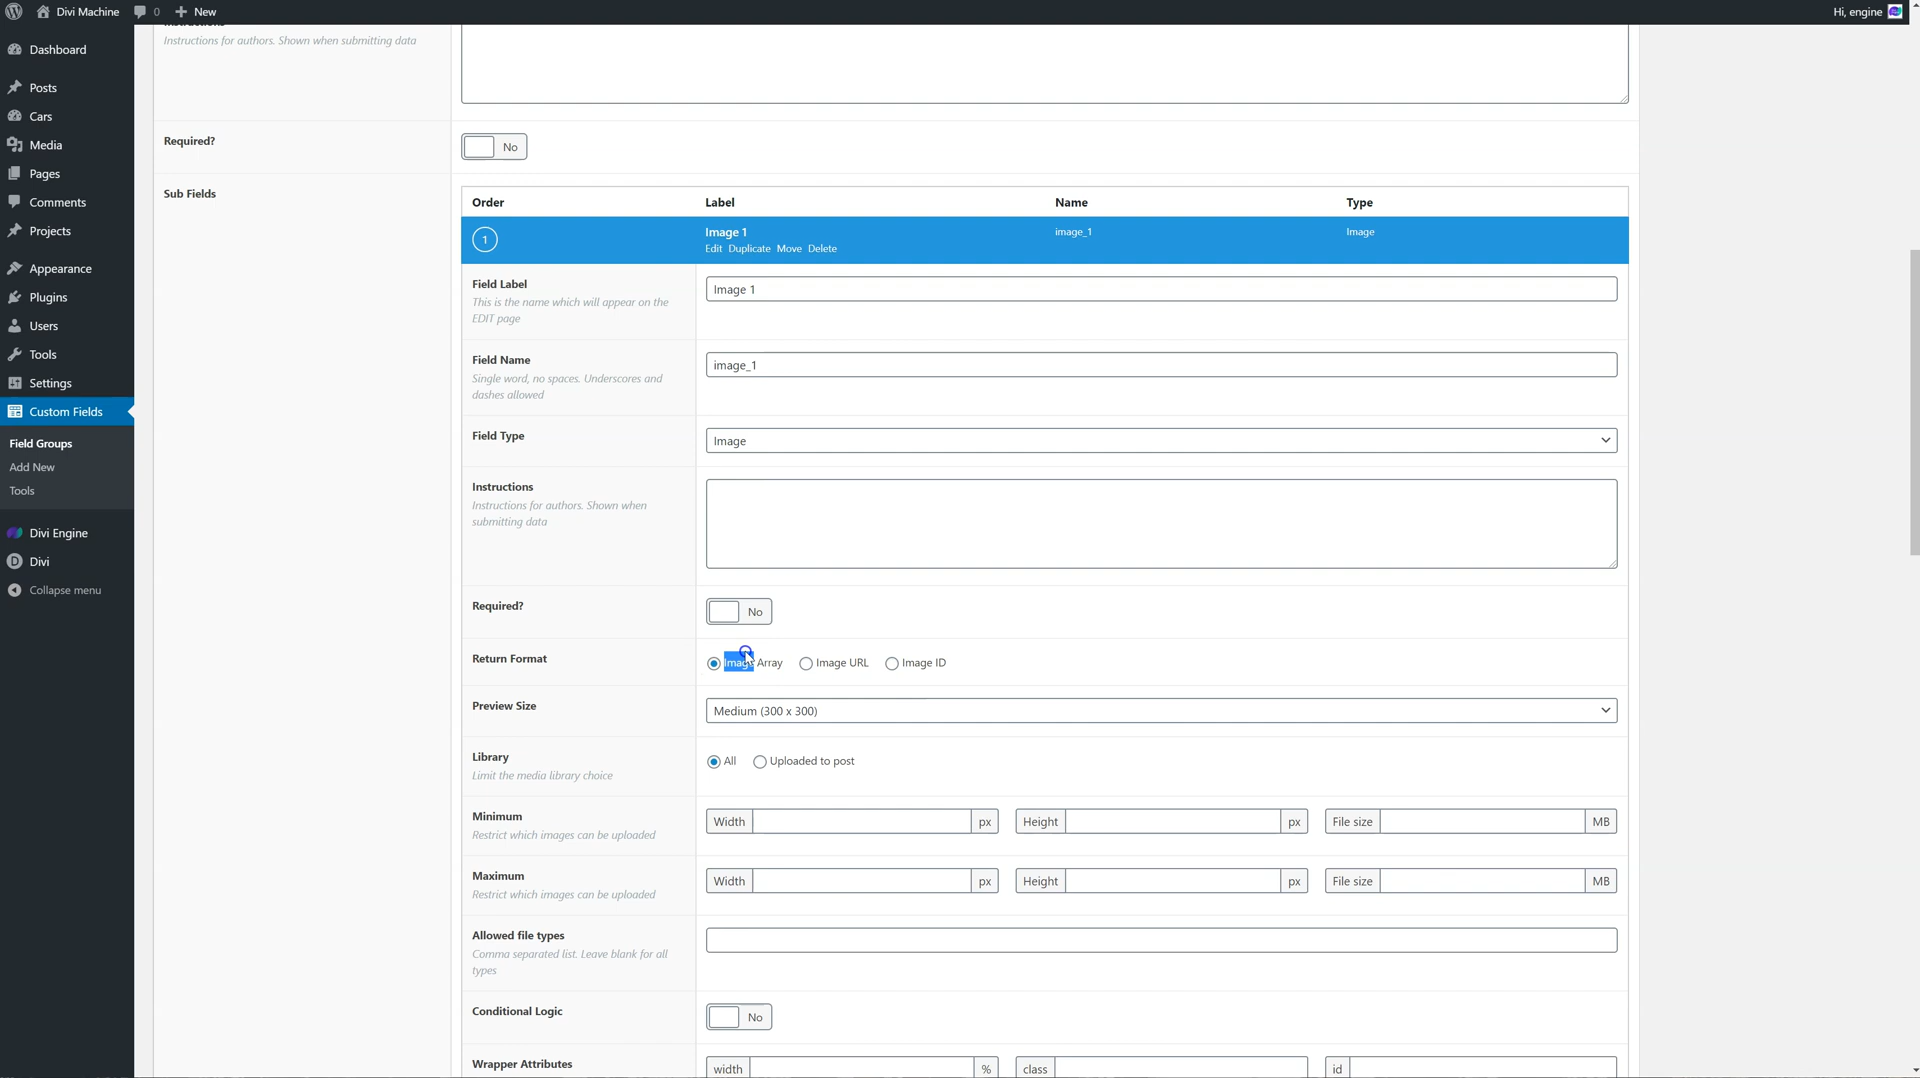 Divi Machine 0 New Hi, engine
Dashboard
Posts
Cars
Media
Pages
Comments
Projects
Appearance
Plugins
Users
Tools
Settings
Custom Fields
Field Groups
Add New
Tools
Divi Engine
Divi
Collapse menu
Instructions for authors. Shown when submitting data
Required?
No
Sub Fields
Order Label Name Type
1 Image 1 image_1 Image
Edit Duplicate Move Delete
Field Label
This is the name which will appear on the
EDIT page
Image 1
Field Name
Single word, no spaces. Underscores and
dashes allowed
image_1
Field Type
Image
Instructions
Instructions for authors. Shown when
submitting data
Required?
No
Return Format
Image Array Image URL Image ID
Preview Size
Medium (300 x 300)
Library
Limit the media library choice
All Uploaded to post
Minimum
Restrict which images can be uploaded
Width px Height px File size MB
Maximum
Restrict which images can be uploaded
Width px Height px File size MB
Allowed file types
Comma separated list. Leave blank for all
types
Conditional Logic
No
Wrapper Attributes
width % class id